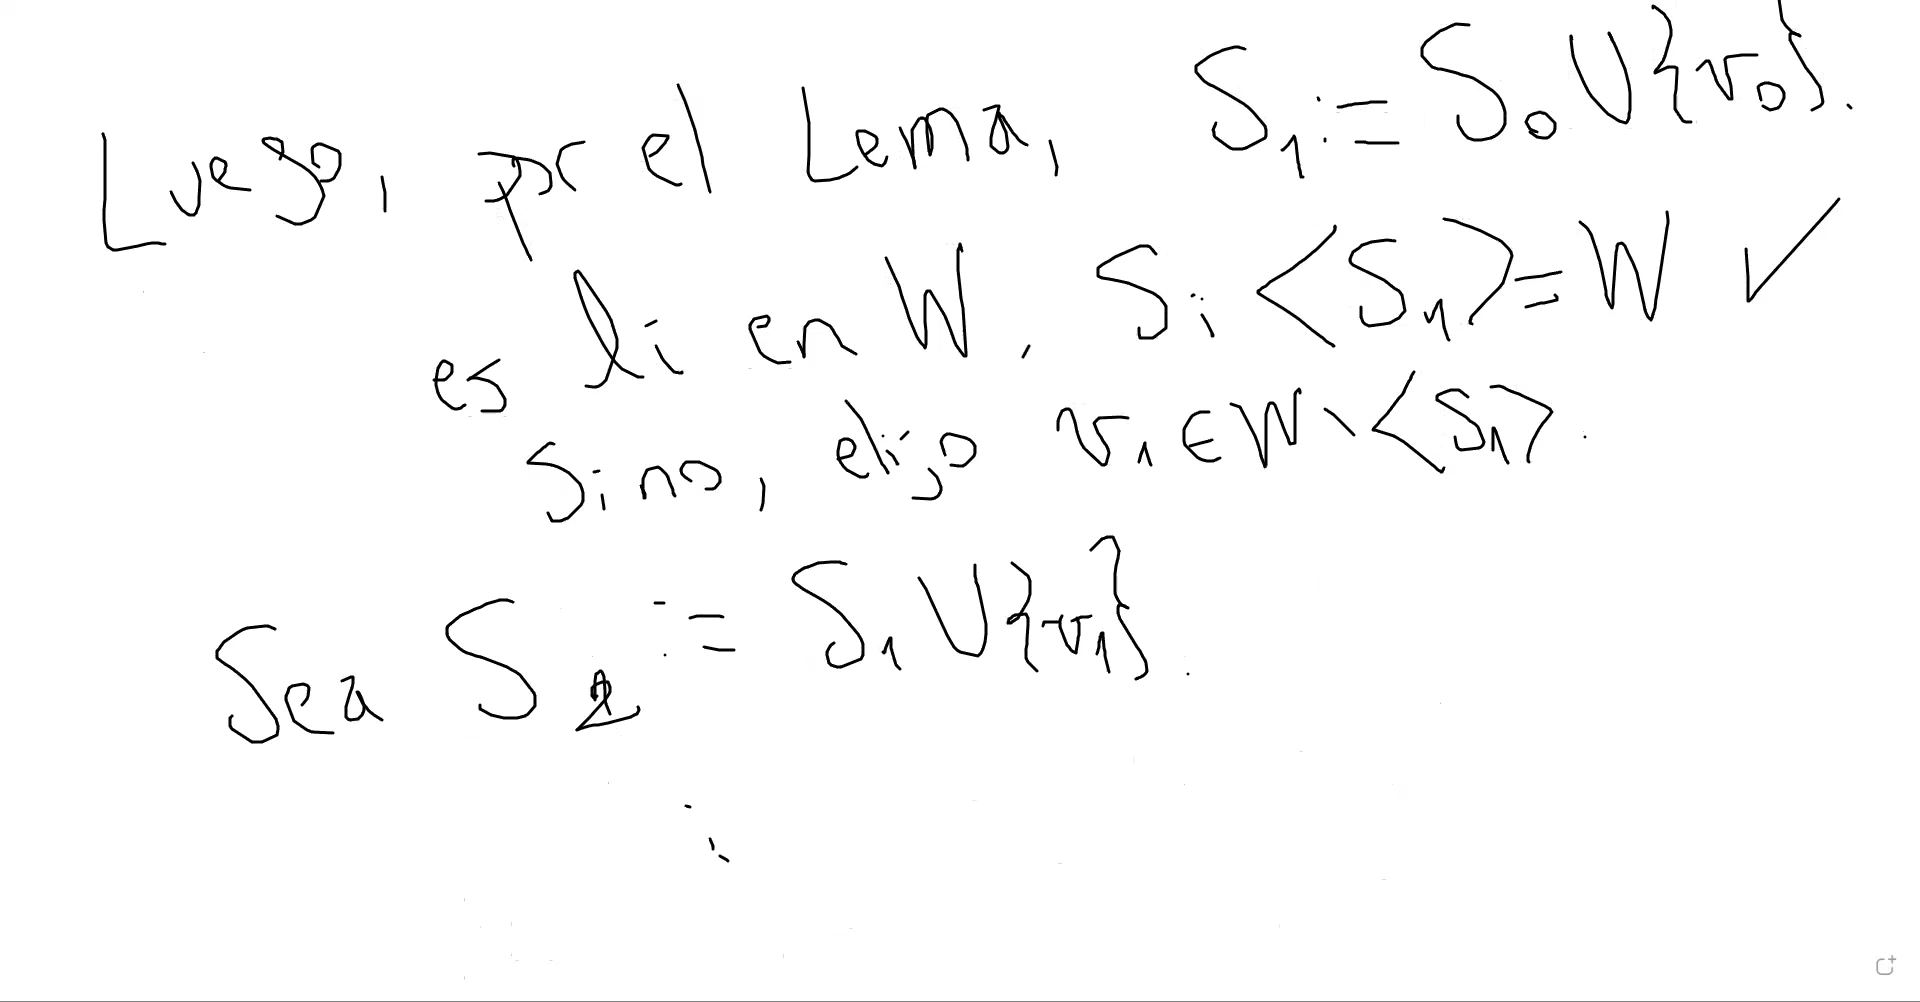 Luego, por el Lema, S₁ := S₀ ∪ {v₀}.
es li en W. Si <S₁> = W ✓
Sino, elijo v₁ ∈ W \ <S₁>.
Sea S₂ := S₁ ∪ {v₁}.
⋮